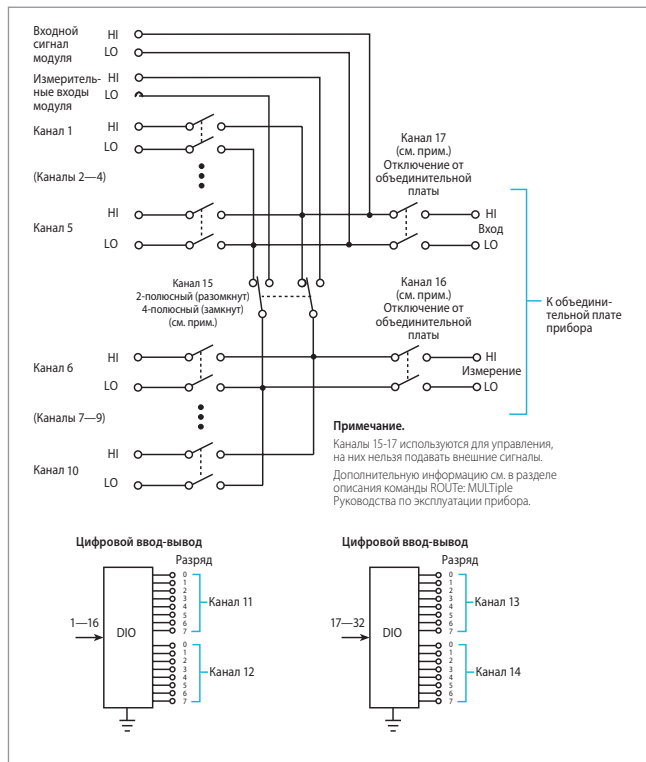 Входной
сигнал
модуля
HI
LO
Измеритель-
ные входы
модуля
HI
LO
Канал 1
HI
LO
(Каналы 2—4)
Канал 5
HI
LO
Канал 17
(см. прим.)
Отключение от
объединительной
платы
HI
Вход
LO
Канал 15
2-полюсный (разомкнут)
4-полюсный (замкнут)
(см. прим.)
Канал 16
(см. прим.)
Отключение от
объединительной
платы
К объедини-
тельной плате
прибора
Канал 6
HI
LO
HI
Измерение
LO
(Каналы 7—9)
Канал 10
HI
LO
Примечание.
Каналы 15-17 используются для управления,
на них нельзя подавать внешние сигналы.
Дополнительную информацию см. в разделе
описания команды ROUTe: MULTiple
Руководства по эксплуатации прибора.
Цифровой ввод-вывод
Разряд
1—16
DIO
0
1
2
3
4
5
6
7
Канал 11
0
1
2
3
4
5
6
7
Канал 12
Цифровой ввод-вывод
Разряд
17—32
DIO
0
1
2
3
4
5
6
7
Канал 13
0
1
2
3
4
5
6
7
Канал 14